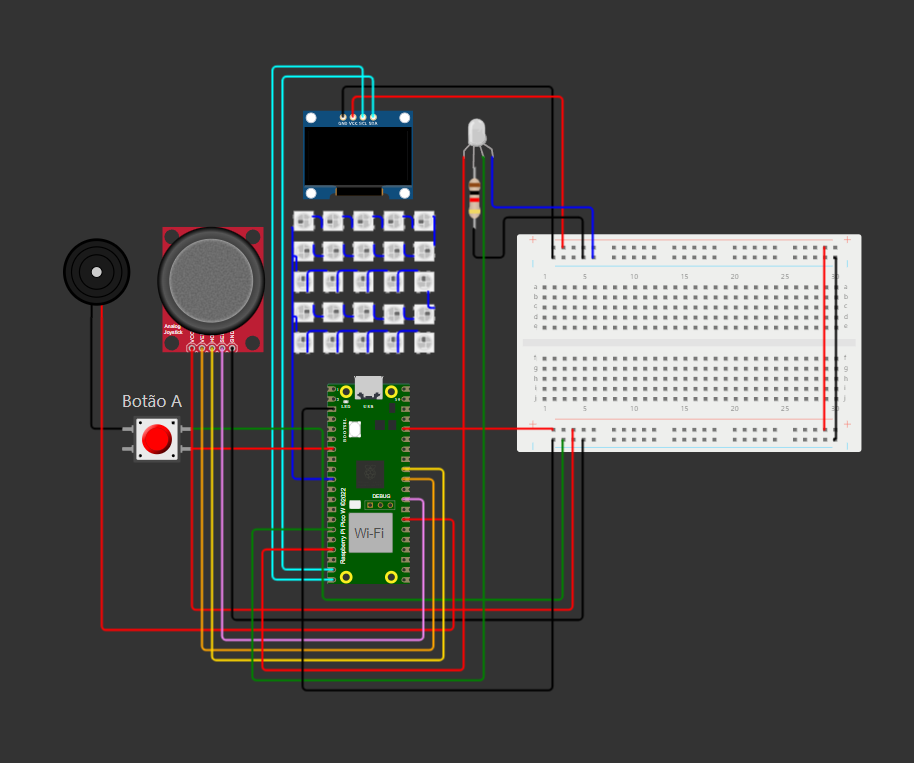 GND VCC SCL SDA
Analog
Joystick
VCC
VERT
HORZ
SEL
GND
Botão A
LED
USB
BOOTSEL
DEBUG
Raspberry Pi Pico W ©2022
Wi-Fi
1 5 10 15 20 25 30
a a
b b
c c
d d
e e
f f
g g
h h
i i
j j
1 5 10 15 20 25 30